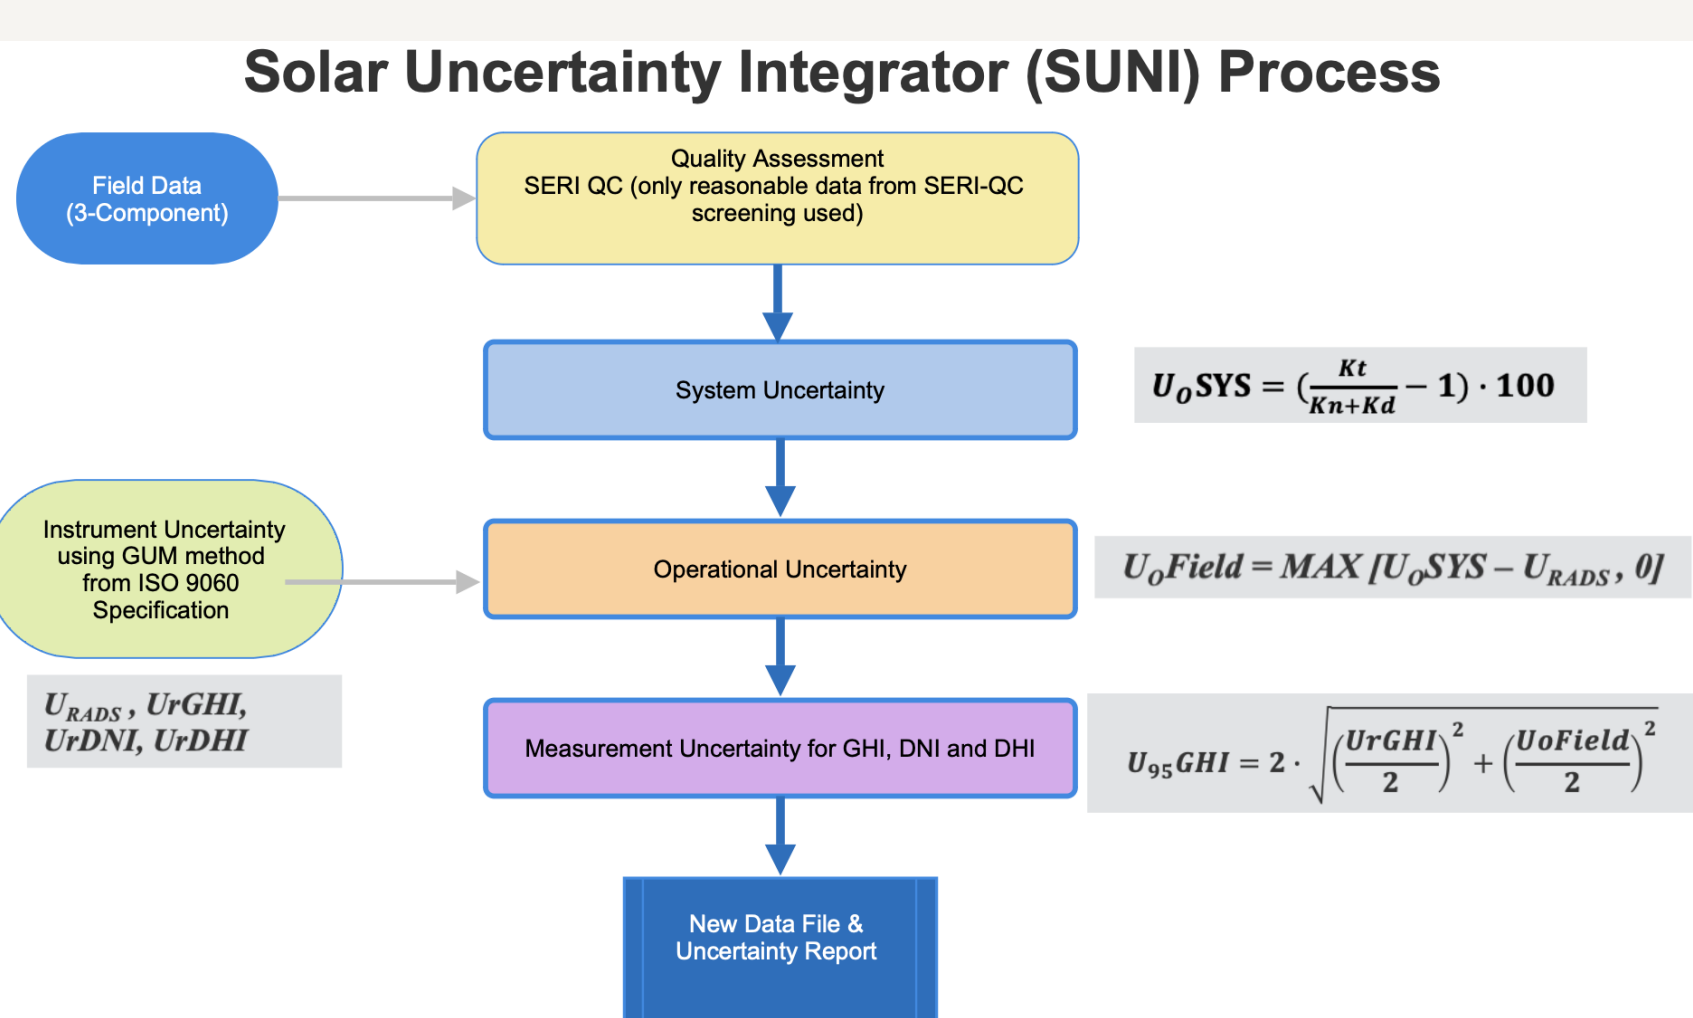 Solar Uncertainty Integrator (SUNI) Process
Field Data
(3-Component)
Quality Assessment
SERI QC (only reasonable data from SERI-QC
screening used)
System Uncertainty
U_O SYS = (Kt/(Kn+Kd) − 1) · 100
Instrument Uncertainty
using GUM method
from ISO 9060
Specification
Operational Uncertainty
U_O Field = MAX [U_O SYS – U_RADS , 0]
U_RADS , UrGHI,
UrDNI, UrDHI
Measurement Uncertainty for GHI, DNI and DHI
U_95 GHI = 2 · √((UrGHI/2)² + (UoField/2)²)
New Data File &
Uncertainty Report